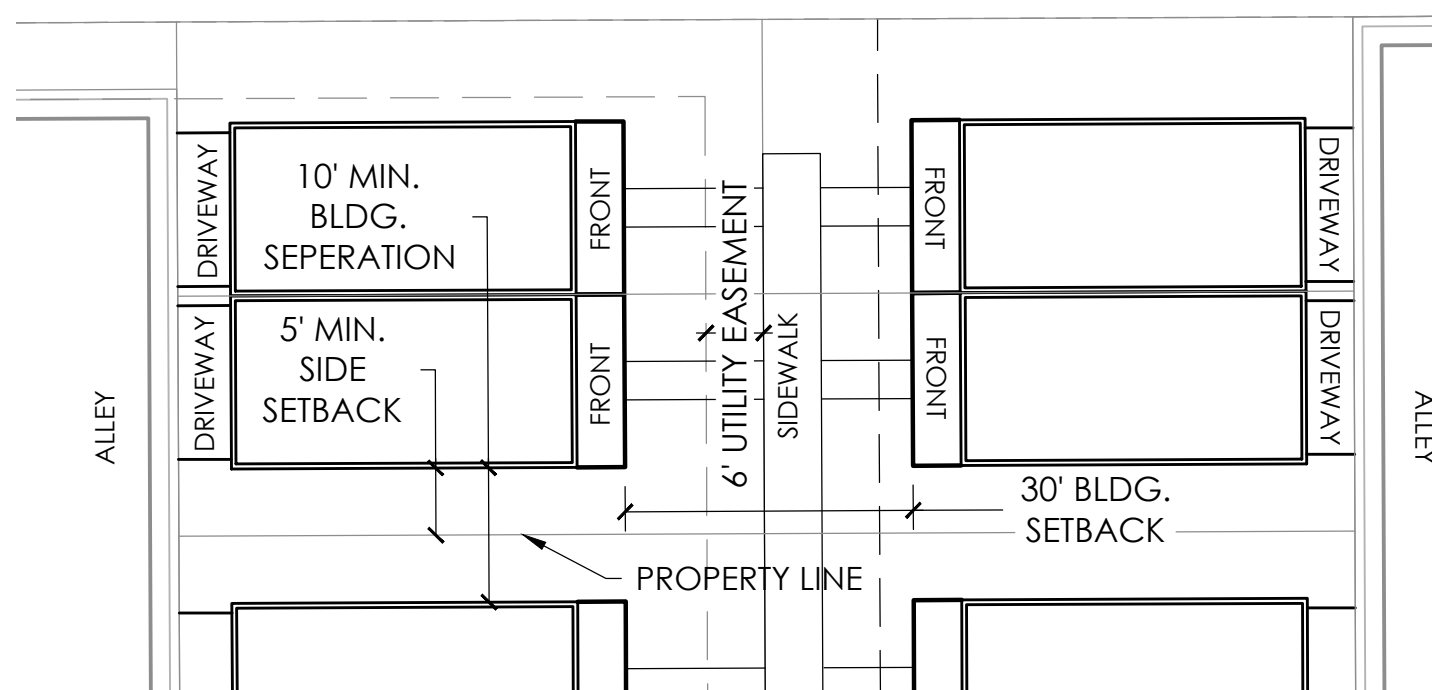 DRIVEWAY
10' MIN.
BLDG.
SEPERATION
FRONT
6' UTILITY EASEMENT
FRONT
DRIVEWAY
DRIVEWAY
5' MIN.
SIDE
SETBACK
FRONT
SIDEWALK
FRONT
DRIVEWAY
ALLEY
ALLEY
30' BLDG.
SETBACK
PROPERTY LINE